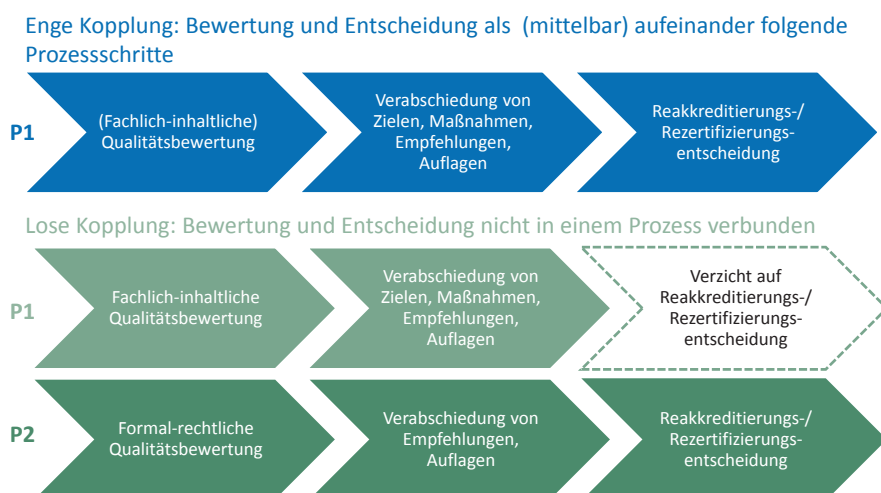 Enge Kopplung: Bewertung und Entscheidung als (mittelbar) aufeinander folgende
Prozessschritte
P1
(Fachlich-inhaltliche)
Qualitätsbewertung
Verabschiedung von
Zielen, Maßnahmen,
Empfehlungen,
Auflagen
Reakkreditierungs-/
Rezertifizierungs-
entscheidung
Lose Kopplung: Bewertung und Entscheidung nicht in einem Prozess verbunden
P1
Fachlich-inhaltliche
Qualitätsbewertung
Verabschiedung von
Zielen, Maßnahmen,
Empfehlungen,
Auflagen
Verzicht auf
Reakkreditierungs-/
Rezertifizierungs-
entscheidung
P2
Formal-rechtliche
Qualitätsbewertung
Verabschiedung von
Empfehlungen,
Auflagen
Reakkreditierungs-/
Rezertifizierungs-
entscheidung